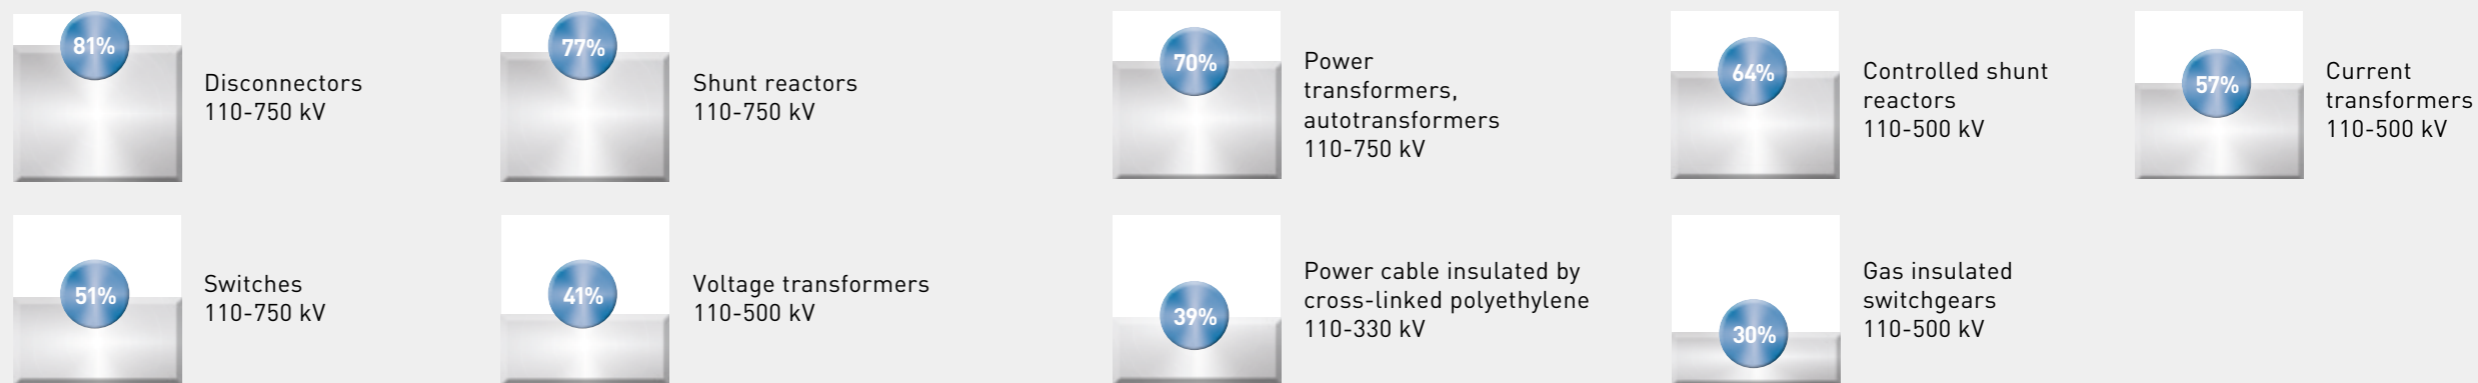 81%
Disconnectors
110-750 kV
77%
Shunt reactors
110-750 kV
70%
Power
transformers,
autotransformers
110-750 kV
64%
Controlled shunt
reactors
110-500 kV
57%
Current
transformers
110-500 kV
51%
Switches
110-750 kV
41%
Voltage transformers
110-500 kV
39%
Power cable insulated by
cross-linked polyethylene
110-330 kV
30%
Gas insulated
switchgears
110-500 kV